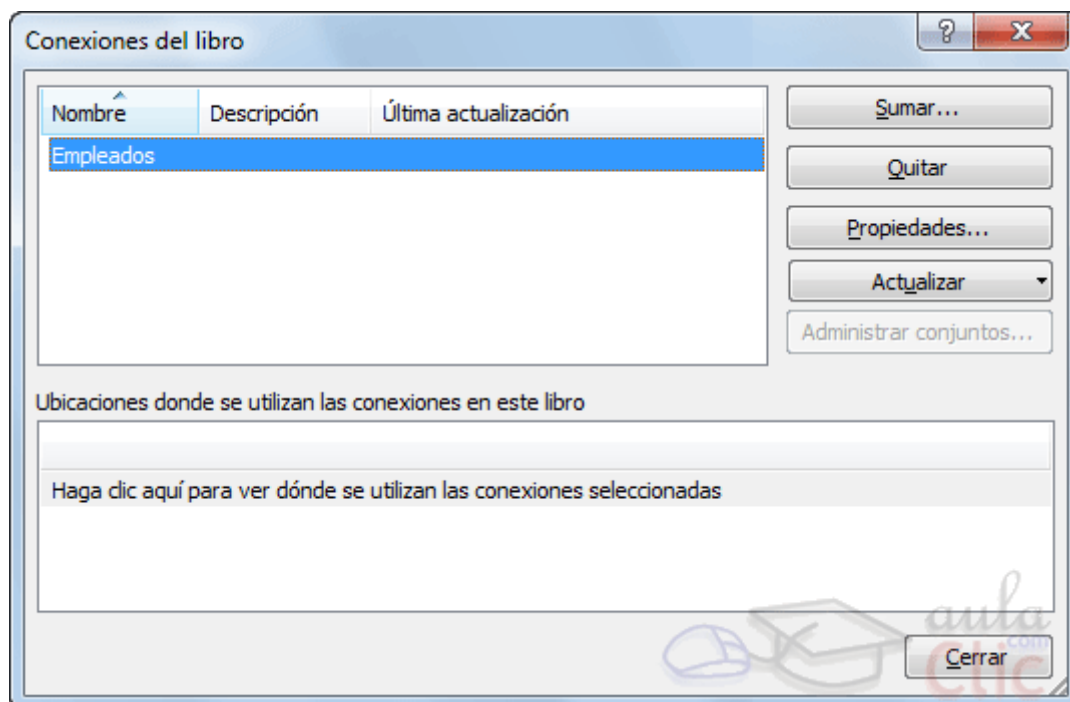 Conexiones del libro
Nombre Descripción Última actualización
Empleados
Sumar...
Quitar
Propiedades...
Actualizar
Administrar conjuntos...
Ubicaciones donde se utilizan las conexiones en este libro
Haga clic aquí para ver dónde se utilizan las conexiones seleccionadas
aula
.com
Clic
Cerrar